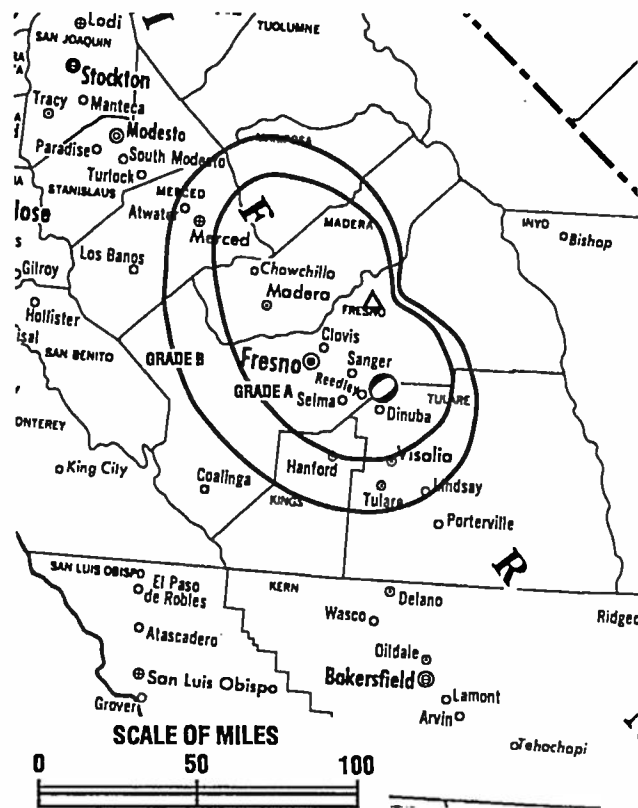 Lodi
SAN JOAQUIN
TUOLUMNE
Stockton
Tracy
Manteca
Modesto
Paradise
South Modesto
Turlock
MARIPOSA
STANISLAUS
MERCED
Atwater
Merced
F
MADERA
INYO
Bishop
Los Banos
Gilroy
Chowchilla
Madera
Hollister
FRESNO
SAN BENITO
Clovis
GRADE B
Fresno
Sanger
GRADE A
Reedley
Selma
TULARE
Dinuba
Hanford
Visalia
King City
Coalinga
Tulare
Lindsay
KINGS
Porterville
R
SAN LUIS OBISPO
El Paso
de Robles
KERN
Delano
Wasco
Ridgec
Atascadero
Oildale
San Luis Obispo
Bakersfield
Grover
Lamont
Arvin
Tehachapi
SCALE OF MILES
0 50 100